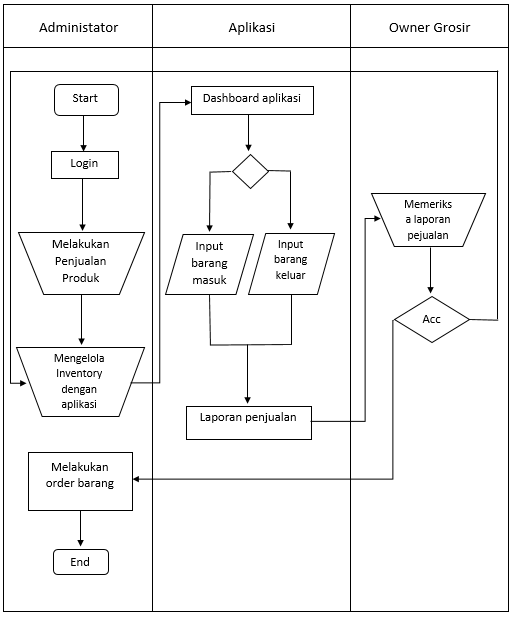 Administator
Aplikasi
Owner Grosir
Start
Dashboard aplikasi
Login
Memeriks
a laporan
pejualan
Melakukan
Penjualan
Produk
Input
barang
masuk
Input
barang
keluar
Acc
Mengelola
Inventory
dengan
aplikasi
Laporan penjualan
Melakukan
order barang
End